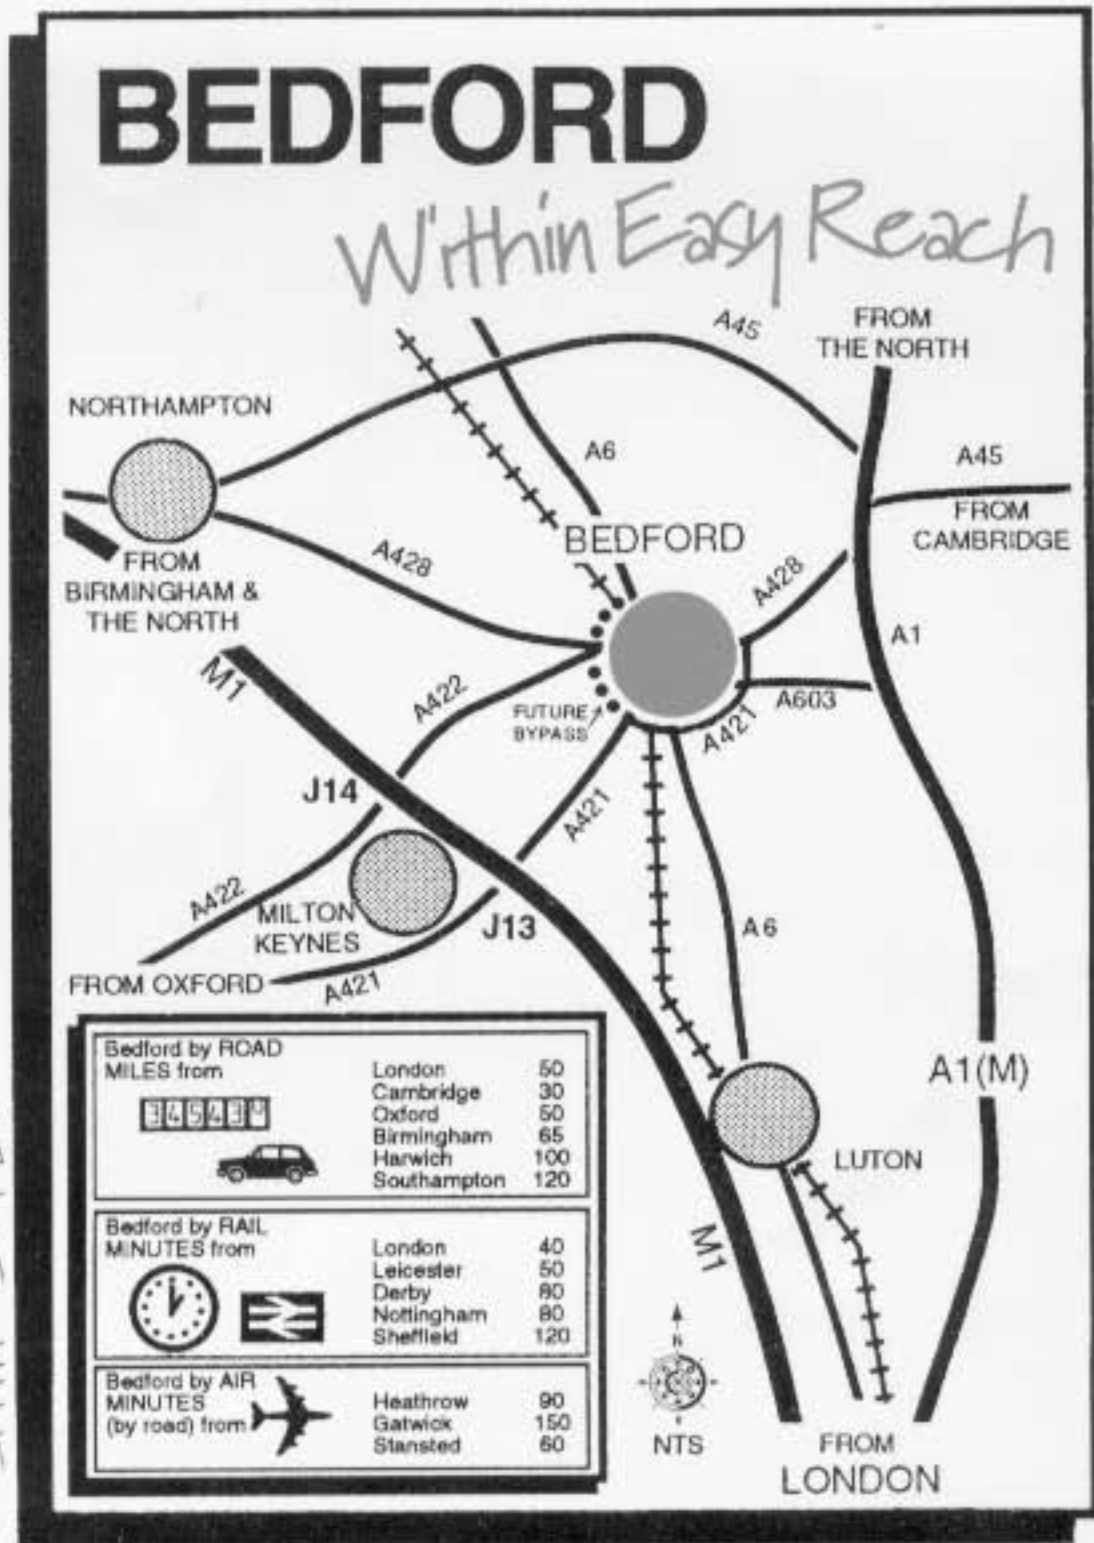 BEDFORD
Within Easy Reach
A45
FROM
THE NORTH
NORTHAMPTON
A6
A45
FROM
CAMBRIDGE
BEDFORD
A428
A428
FROM
BIRMINGHAM &
THE NORTH
A1
M1
A422
FUTURE
BYPASS
A603
A421
J14
A421
A422
MILTON
KEYNES
J13
A6
FROM OXFORD
A421
A1(M)
LUTON
M1
N
NTS
FROM
LONDON
Bedford by ROAD
MILES from
London 50
Cambridge 30
Oxford 50
Birmingham 65
Harwich 100
Southampton 120
Bedford by RAIL
MINUTES from
London 40
Leicester 50
Derby 80
Nottingham 80
Sheffield 120
Bedford by AIR
MINUTES
(by road) from
Heathrow 90
Gatwick 150
Stansted 60